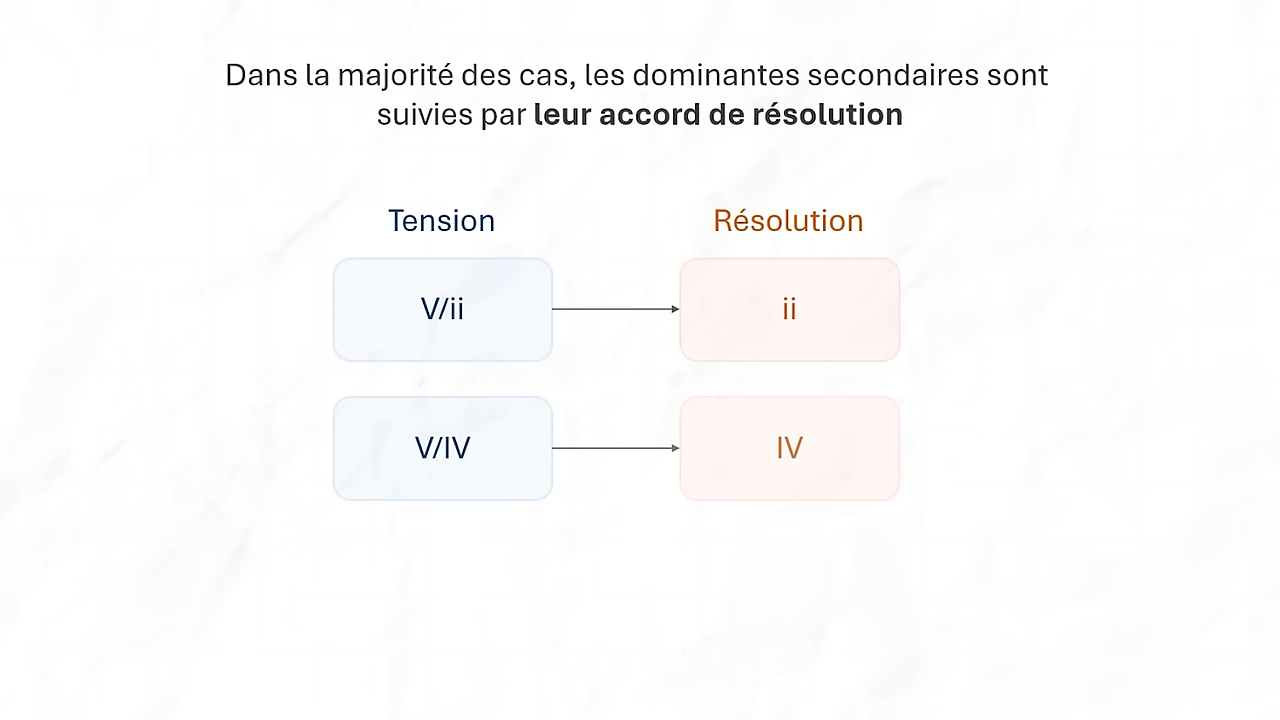 Dans la majorité des cas, les dominantes secondaires sont
suivies par leur accord de résolution
Tension
Résolution
V/ii
ii
V/IV
IV